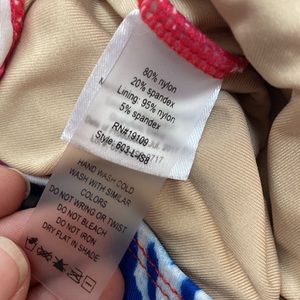 80% nylon
20% spandex
Lining: 95% nylon
5% spandex
RN#19109
Style: 603-L-IS8
HAND WASH COLD
WASH WITH SIMILAR
COLORS
DO NOT WRING OR TWIST
DO NOT BLEACH
DO NOT IRON
DRY FLAT IN SHADE